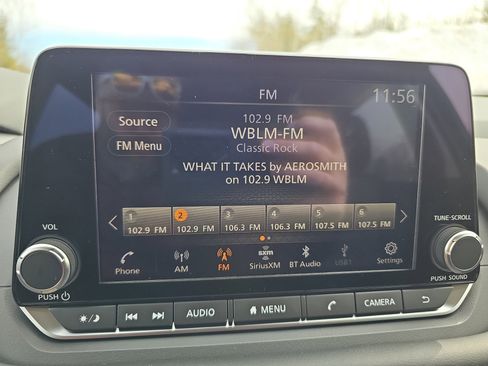 FM
11:56
Source
102.9 FM
WBLM-FM
FM Menu
Classic Rock
WHAT IT TAKES by AEROSMITH
on 102.9 WBLM
1 2 3 4 5 6
102.9 FM 102.9 FM 106.3 FM 106.3 FM 107.5 FM 107.5 FM
VOL
TUNE·SCROLL
Phone AM FM SXM SiriusXM BT Audio USB1 Settings
PUSH
PUSH SOUND
AUDIO MENU CAMERA